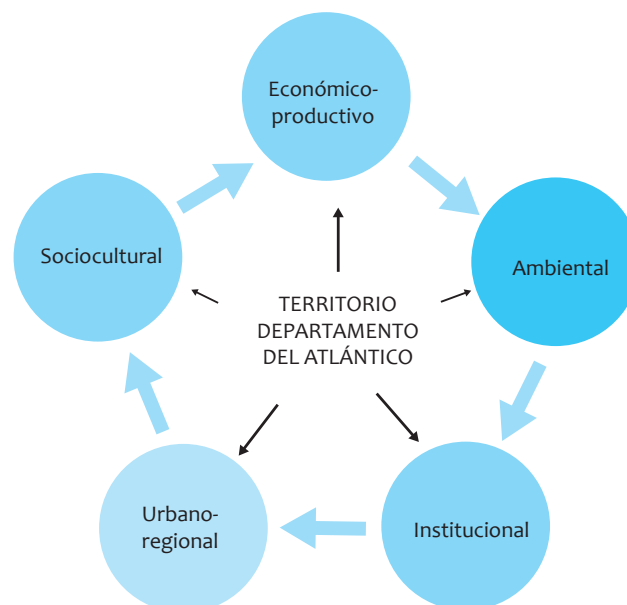 Económico-
productivo
Sociocultural
Ambiental
TERRITORIO
DEPARTAMENTO
DEL ATLÁNTICO
Urbano-
regional
Institucional